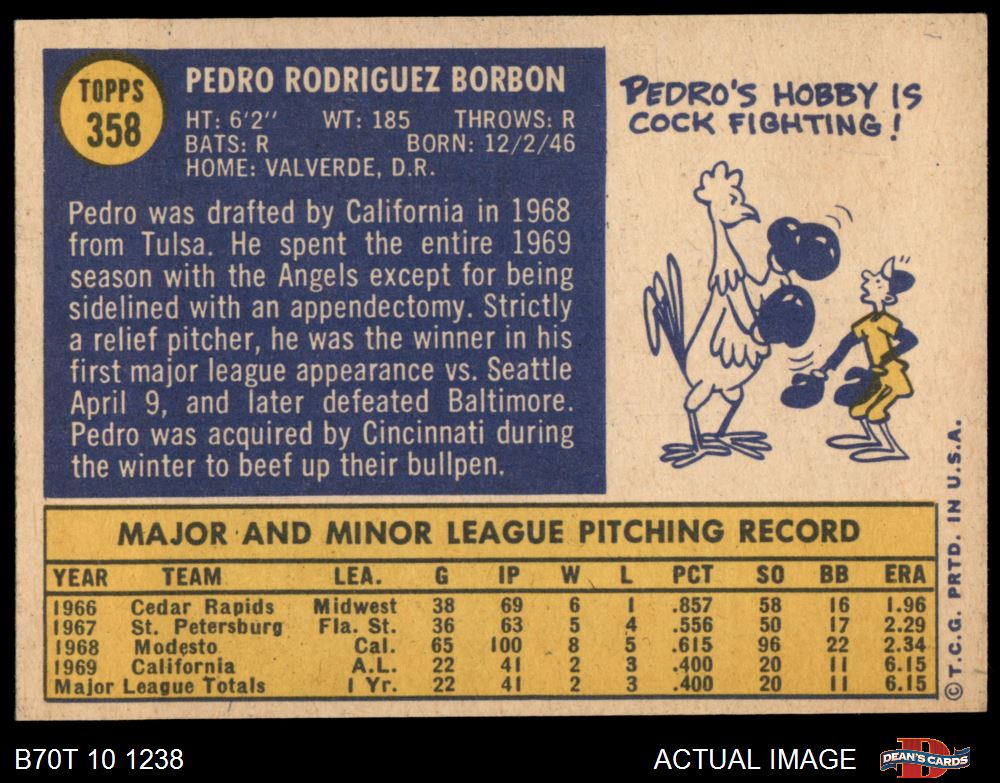 TOPPS
358
PEDRO RODRIGUEZ BORBON
HT: 6'2" WT: 185 THROWS: R
BATS: R BORN: 12/2/46
HOME: VALVERDE, D.R.
Pedro was drafted by California in 1968
from Tulsa. He spent the entire 1969
season with the Angels except for being
sidelined with an appendectomy. Strictly
a relief pitcher, he was the winner in his
first major league appearance vs. Seattle
April 9, and later defeated Baltimore.
Pedro was acquired by Cincinnati during
the winter to beef up their bullpen.
PEDRO'S HOBBY IS
COCK FIGHTING!
MAJOR AND MINOR LEAGUE PITCHING RECORD
YEAR TEAM LEA. G IP W L PCT SO BB ERA
1966 Cedar Rapids Midwest 38 69 6 1 .857 58 16 1.96
1967 St. Petersburg Fla. St. 36 63 5 4 .556 50 17 2.29
1968 Modesto Cal. 65 100 8 5 .615 96 22 2.34
1969 California A.L. 22 41 2 3 .400 20 11 6.15
Major League Totals 1 Yr. 22 41 2 3 .400 20 11 6.15
© T.C.G. PRTD. IN U.S.A.
B70T 10 1238
ACTUAL IMAGE
DEAN'S CARDS